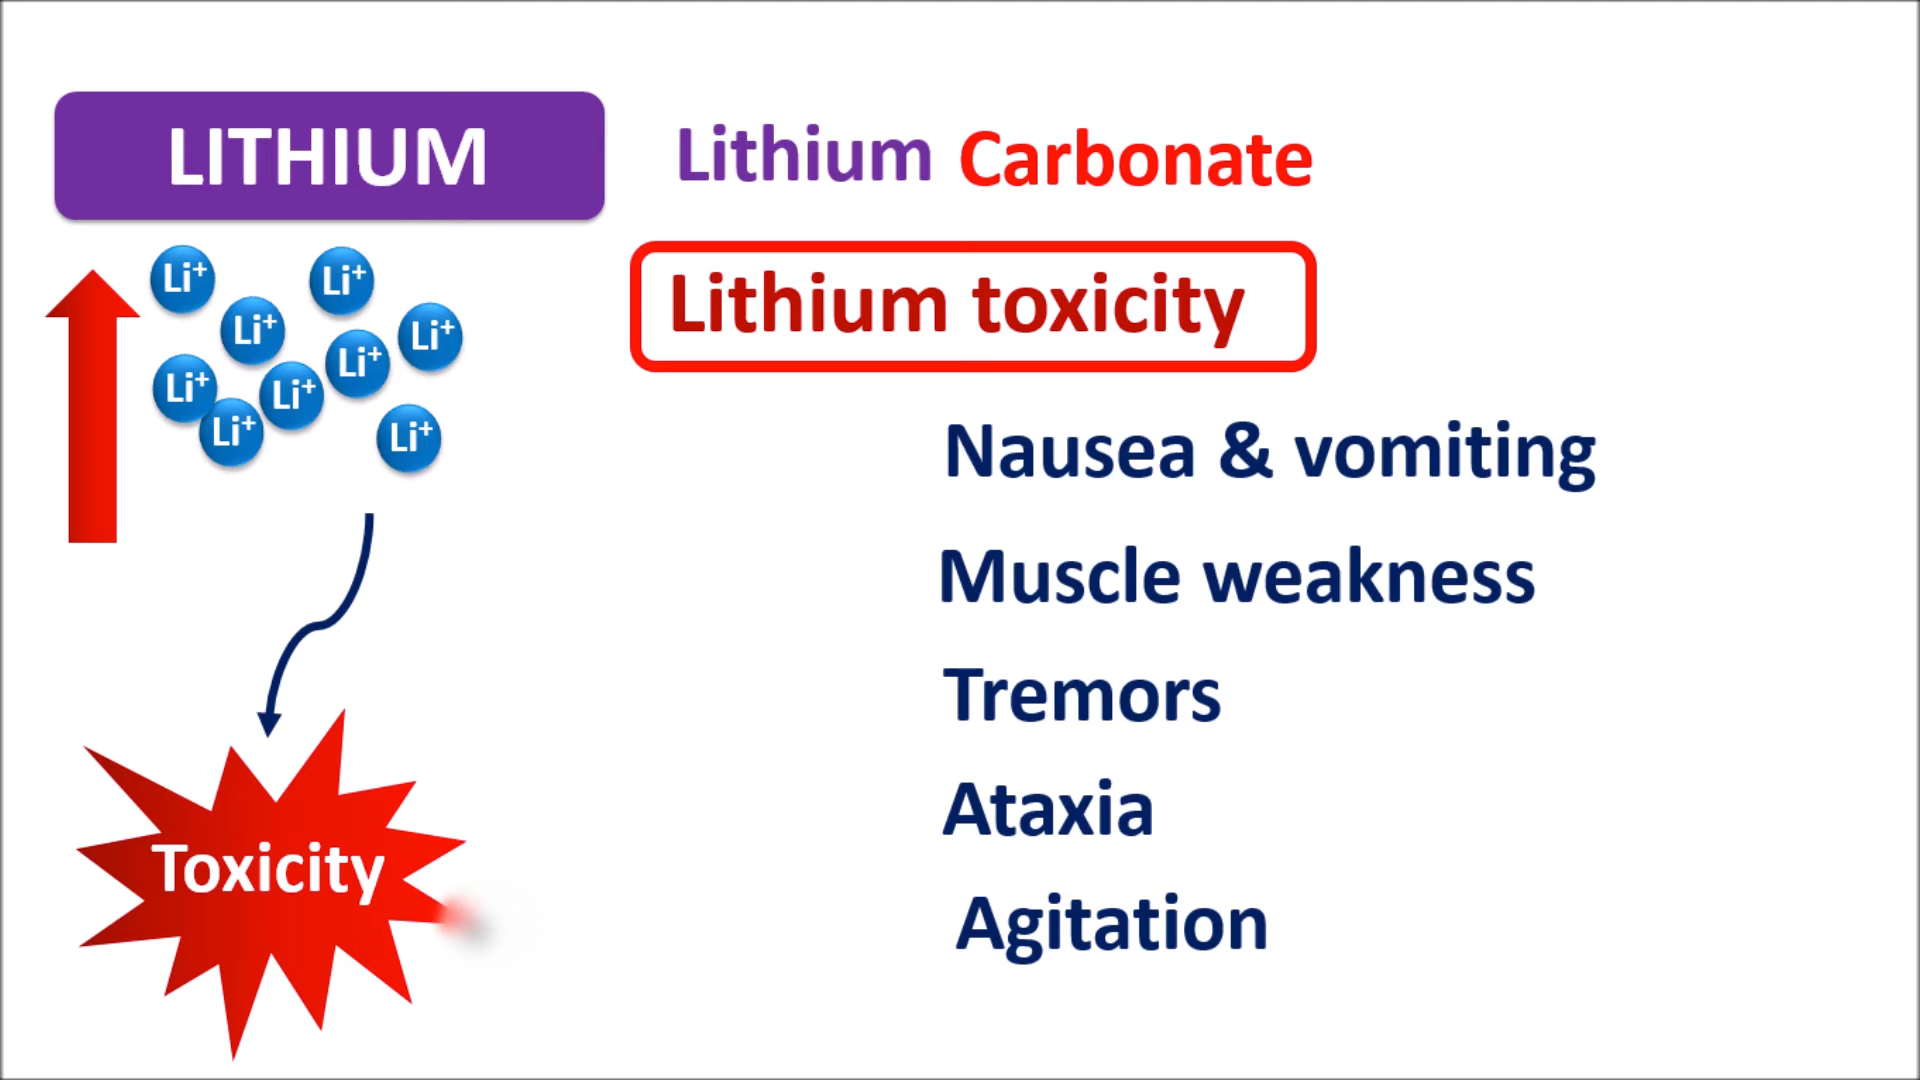 LITHIUM
Lithium Carbonate
Li+
Li+
Li+
Li+
Li+
Li+
Li+
Li+
Li+
Lithium toxicity
Nausea & vomiting
Muscle weakness
Tremors
Ataxia
Agitation
Toxicity